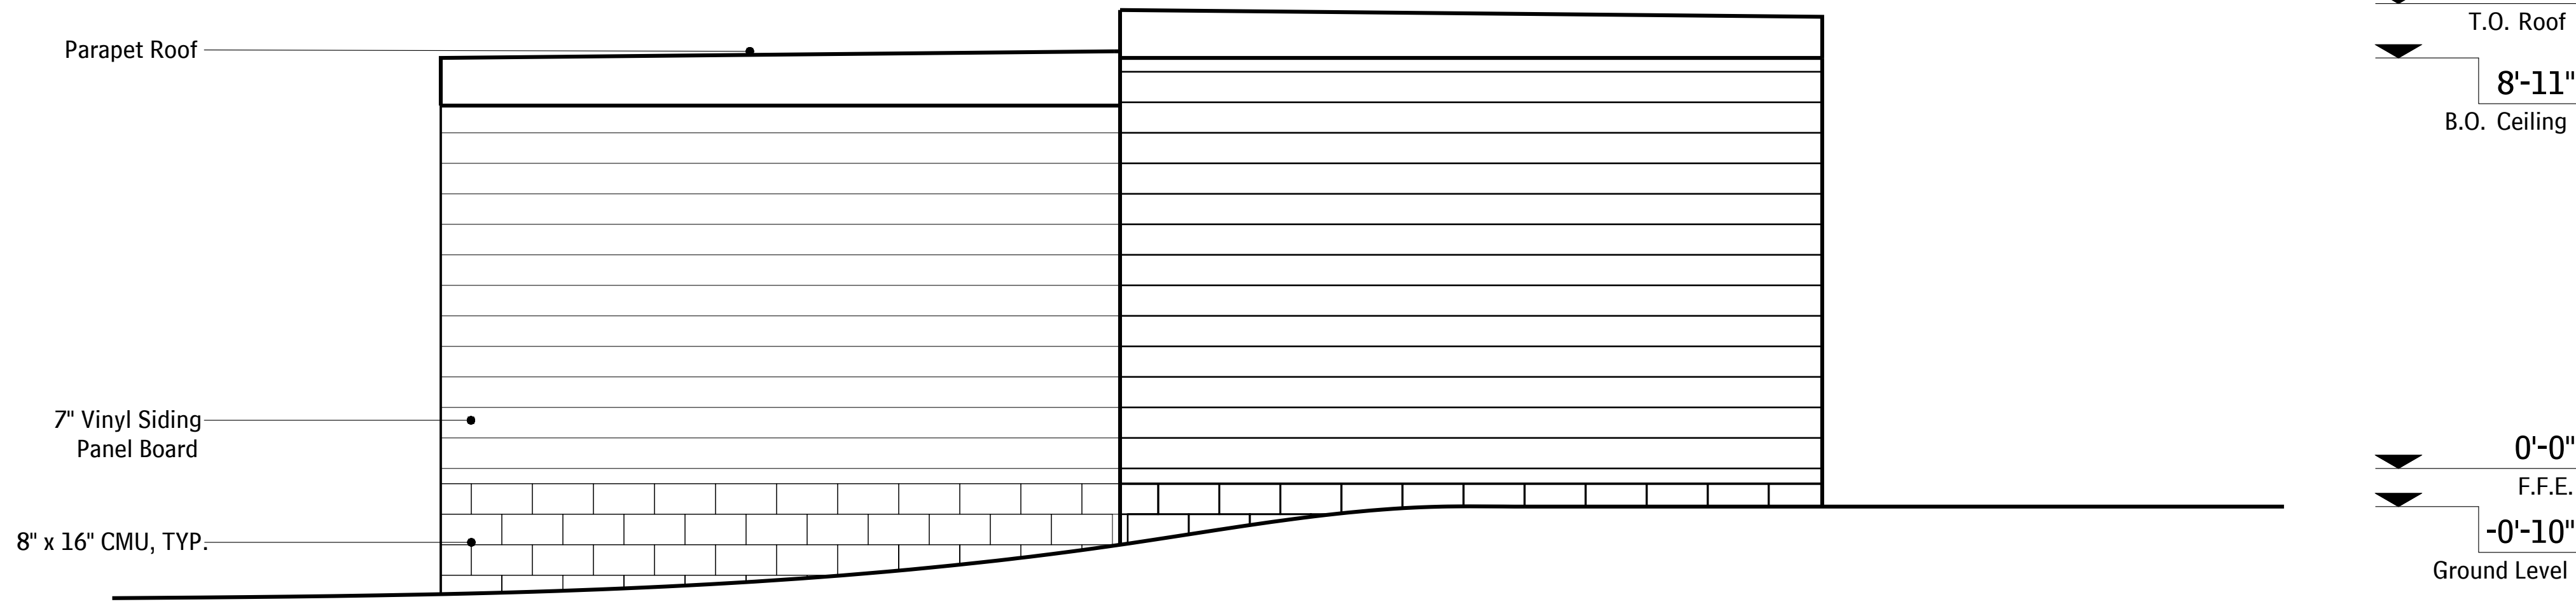 Parapet Roof
7" Vinyl Siding
Panel Board
8" x 16" CMU, TYP.
T.O. Roof
8'-11"
B.O. Ceiling
0'-0"
F.F.E.
-0'-10"
Ground Level